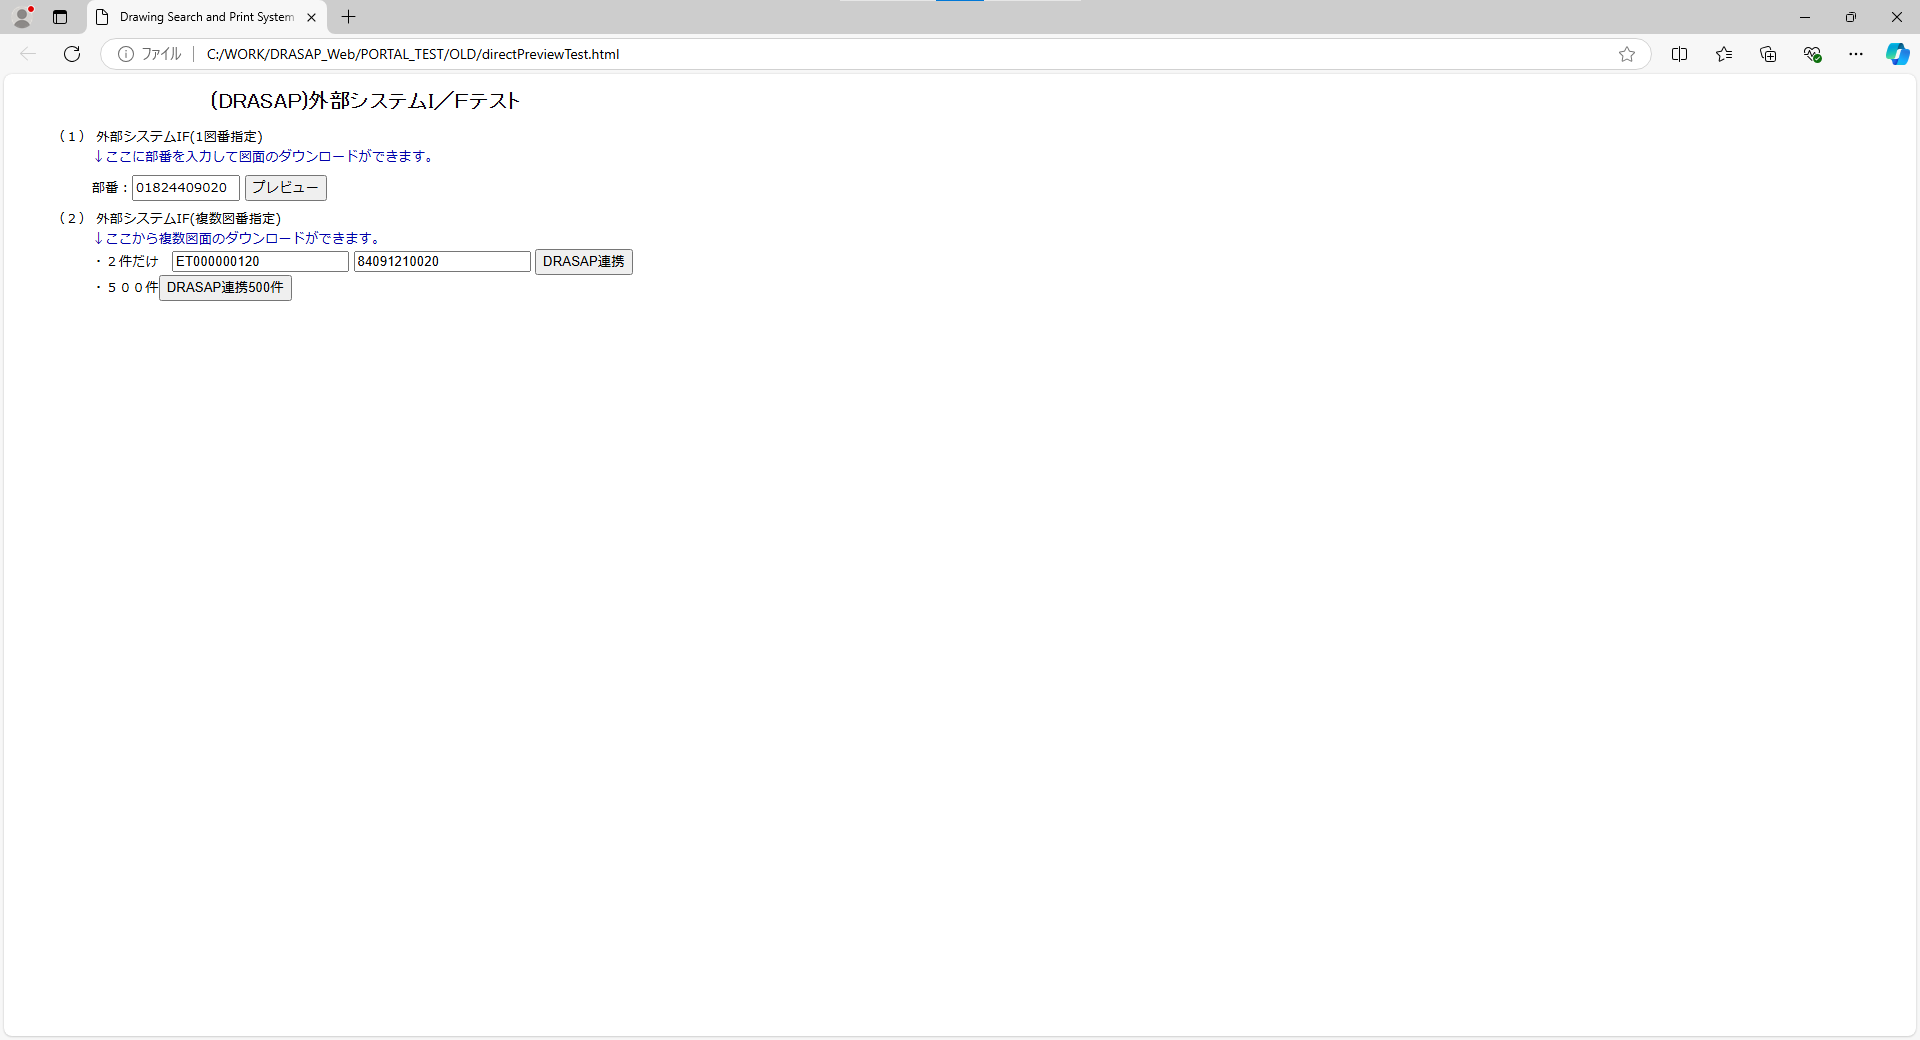 Drawing Search and Print System
ファイル C:/WORK/DRASAP_Web/PORTAL_TEST/OLD/directPreviewTest.html
(DRASAP)外部システムI／Fテスト
（１） 外部システムIF(1図番指定)
↓ここに部番を入力して図面のダウンロードができます。
部番：01824409020 プレビュー
（２） 外部システムIF(複数図番指定)
↓ここから複数図面のダウンロードができます。
・２件だけ ET000000120 84091210020 DRASAP連携
・５００件 DRASAP連携500件